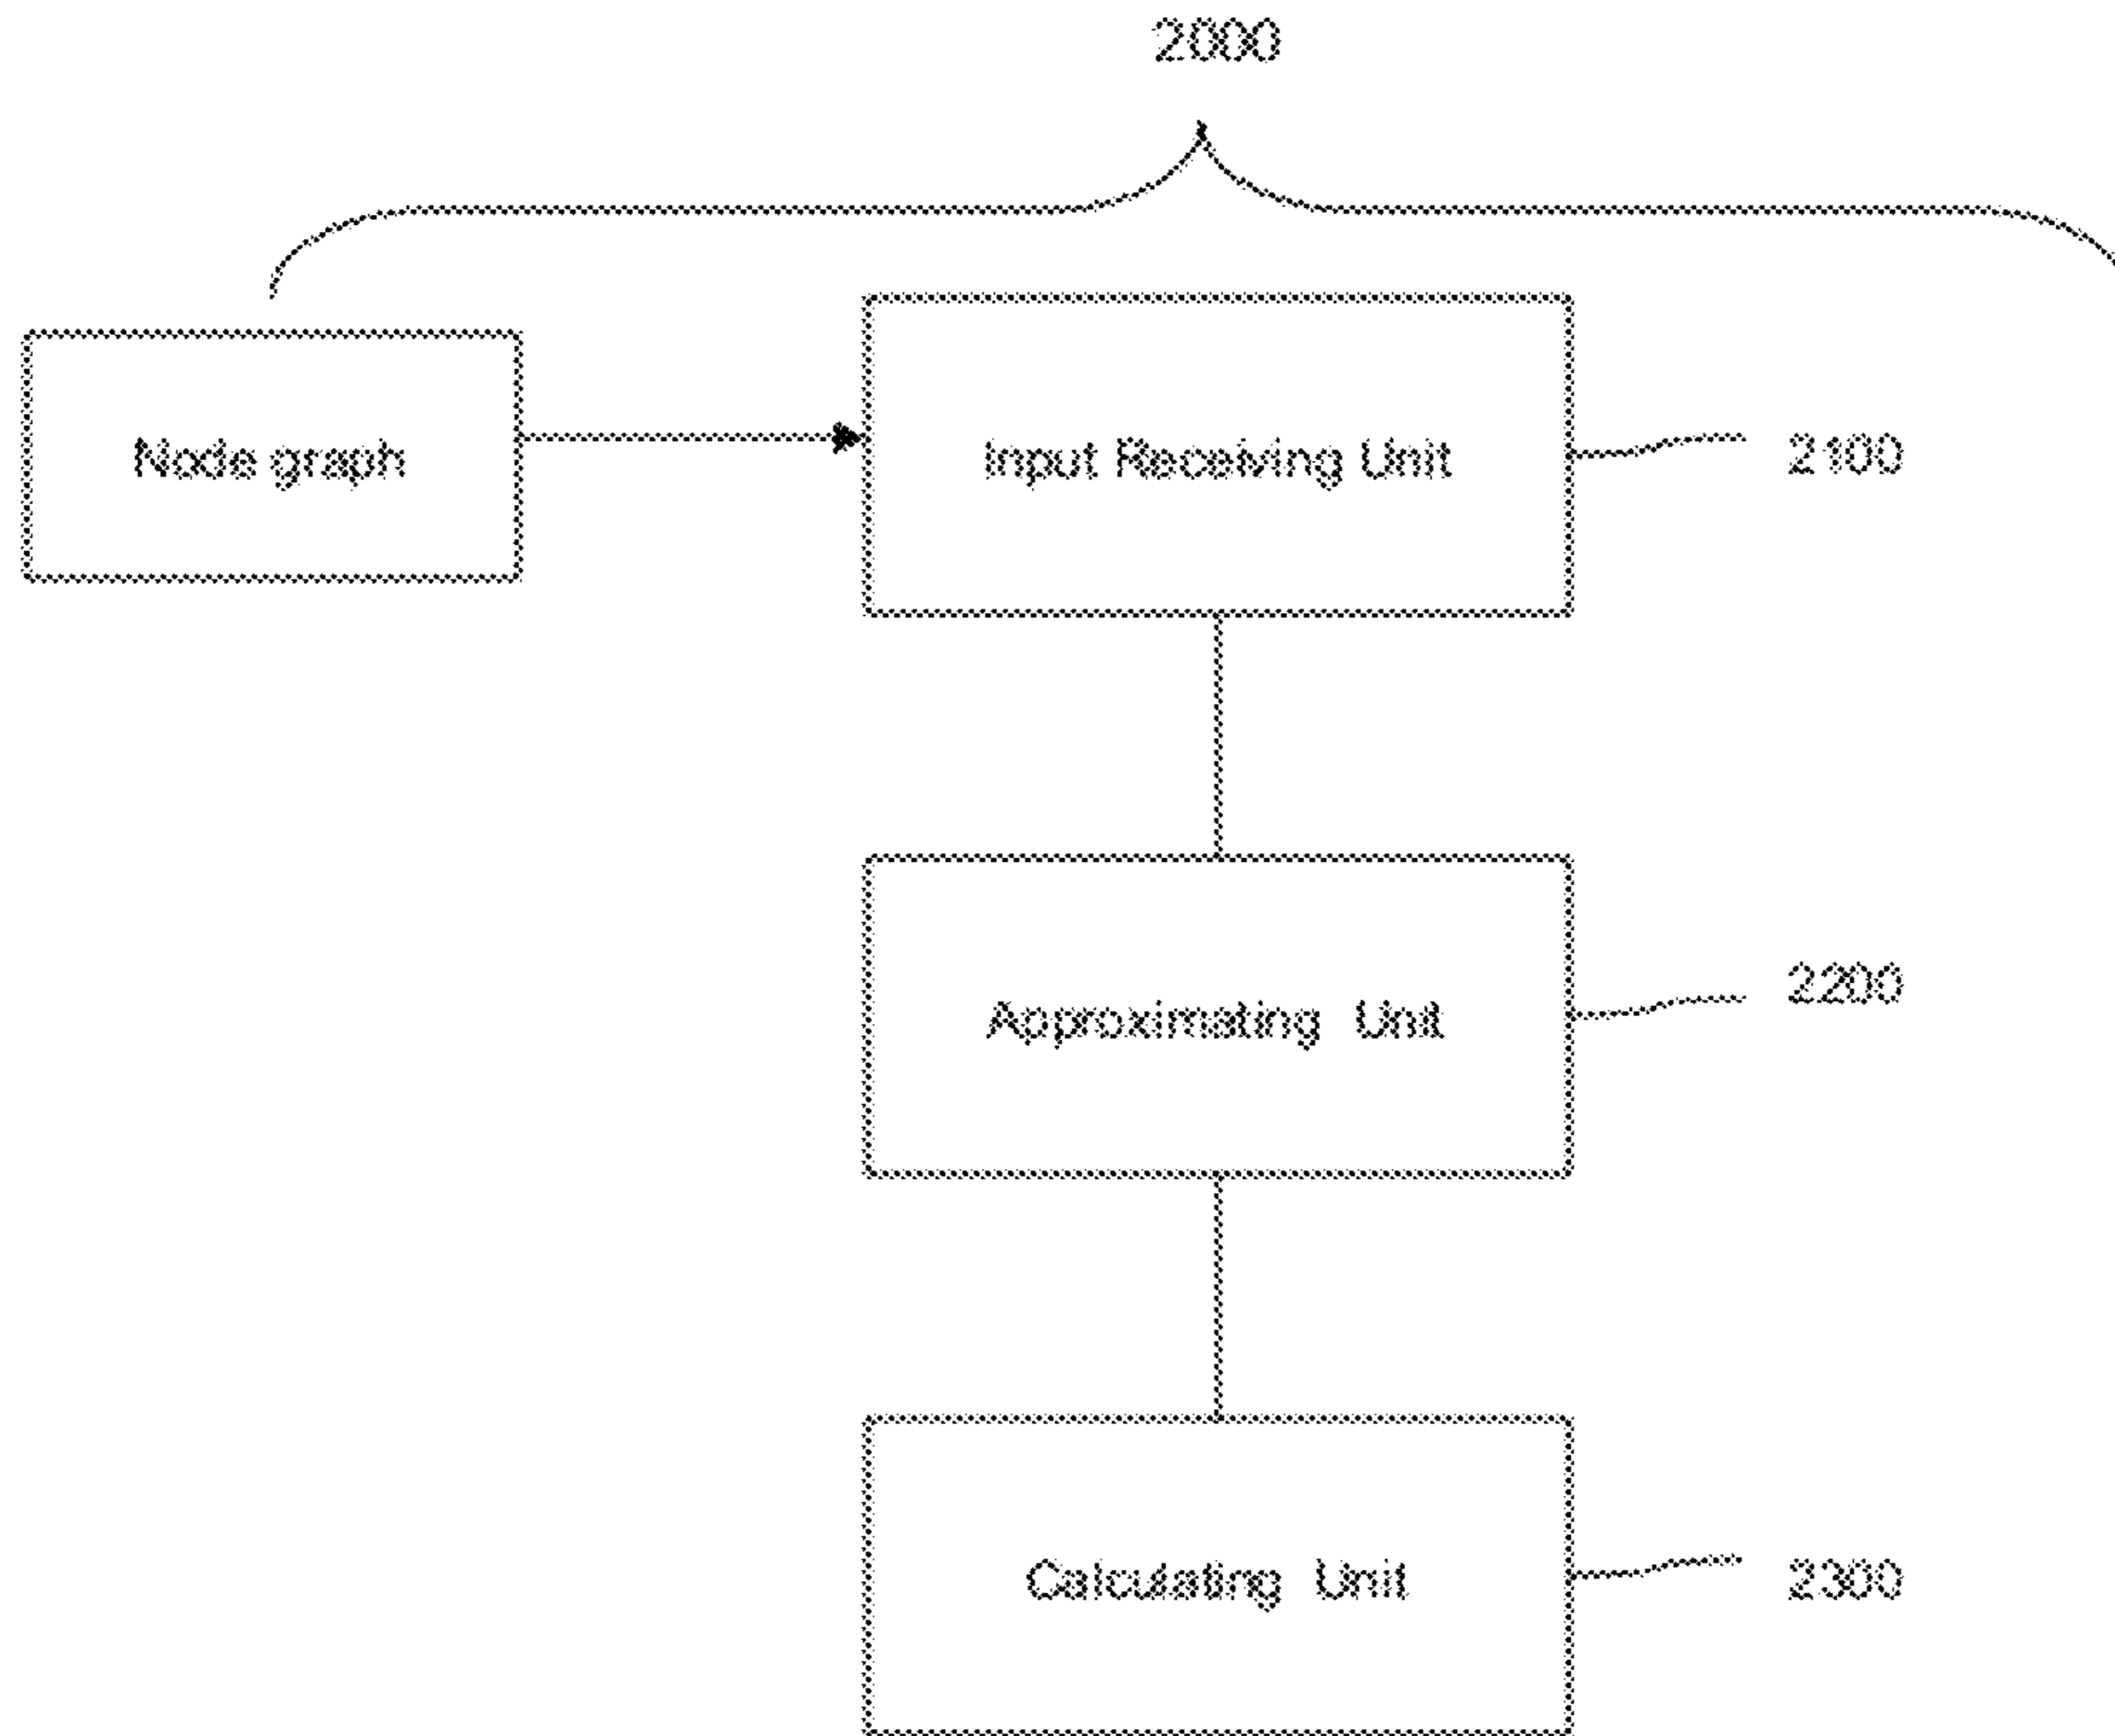 2000
Node graph
Input Receiving Unit
2100
Approximating Unit
2200
Calculating Unit
2300